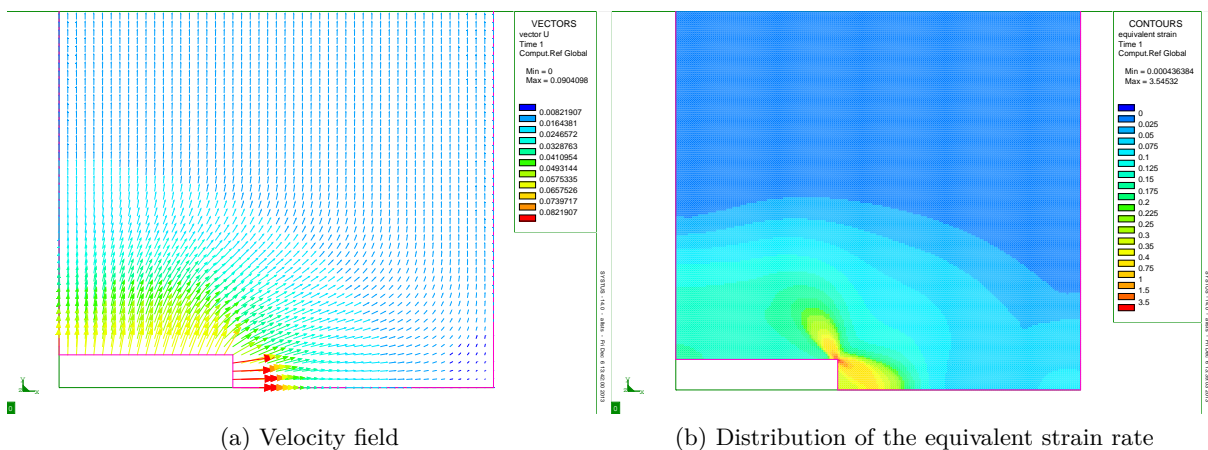 VECTORS
vector U
Time 1
Comput.Ref Global
Min = 0
Max = 0.0904098
0.00821907
0.0164381
0.0246572
0.0328763
0.0410954
0.0493144
0.0575335
0.0657526
0.0739717
0.0821907
0
CONTOURS
equivalent strain
Time 1
Comput.Ref Global
Min = 0.000436384
Max = 3.54532
0
0.025
0.05
0.075
0.1
0.125
0.15
0.175
0.2
0.225
0.25
0.3
0.35
0.4
0.75
1
1.5
3.5
0
(a) Velocity field
(b) Distribution of the equivalent strain rate